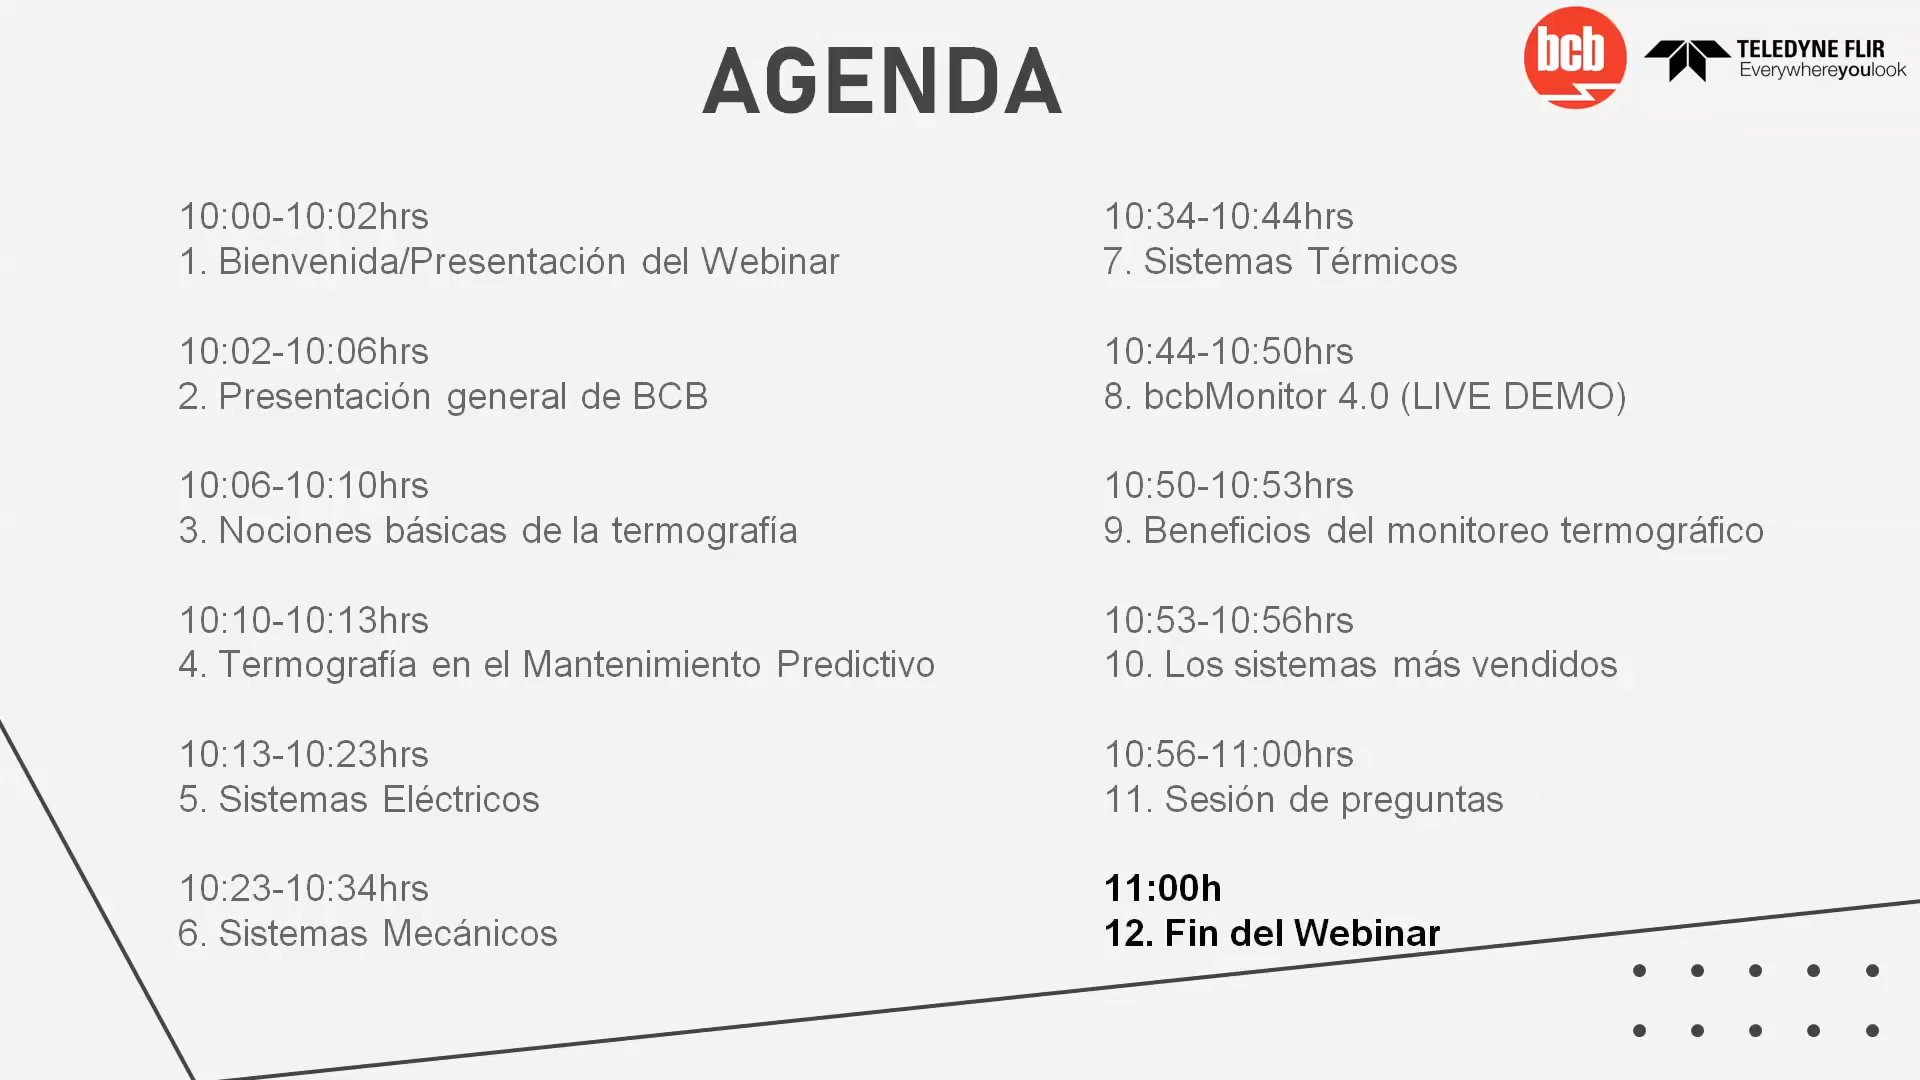 AGENDA
bcb
TELEDYNE FLIR
Everywhereyoulook
10:00-10:02hrs
1. Bienvenida/Presentación del Webinar
10:02-10:06hrs
2. Presentación general de BCB
10:06-10:10hrs
3. Nociones básicas de la termografía
10:10-10:13hrs
4. Termografía en el Mantenimiento Predictivo
10:13-10:23hrs
5. Sistemas Eléctricos
10:23-10:34hrs
6. Sistemas Mecánicos
10:34-10:44hrs
7. Sistemas Térmicos
10:44-10:50hrs
8. bcbMonitor 4.0 (LIVE DEMO)
10:50-10:53hrs
9. Beneficios del monitoreo termográfico
10:53-10:56hrs
10. Los sistemas más vendidos
10:56-11:00hrs
11. Sesión de preguntas
11:00h
12. Fin del Webinar